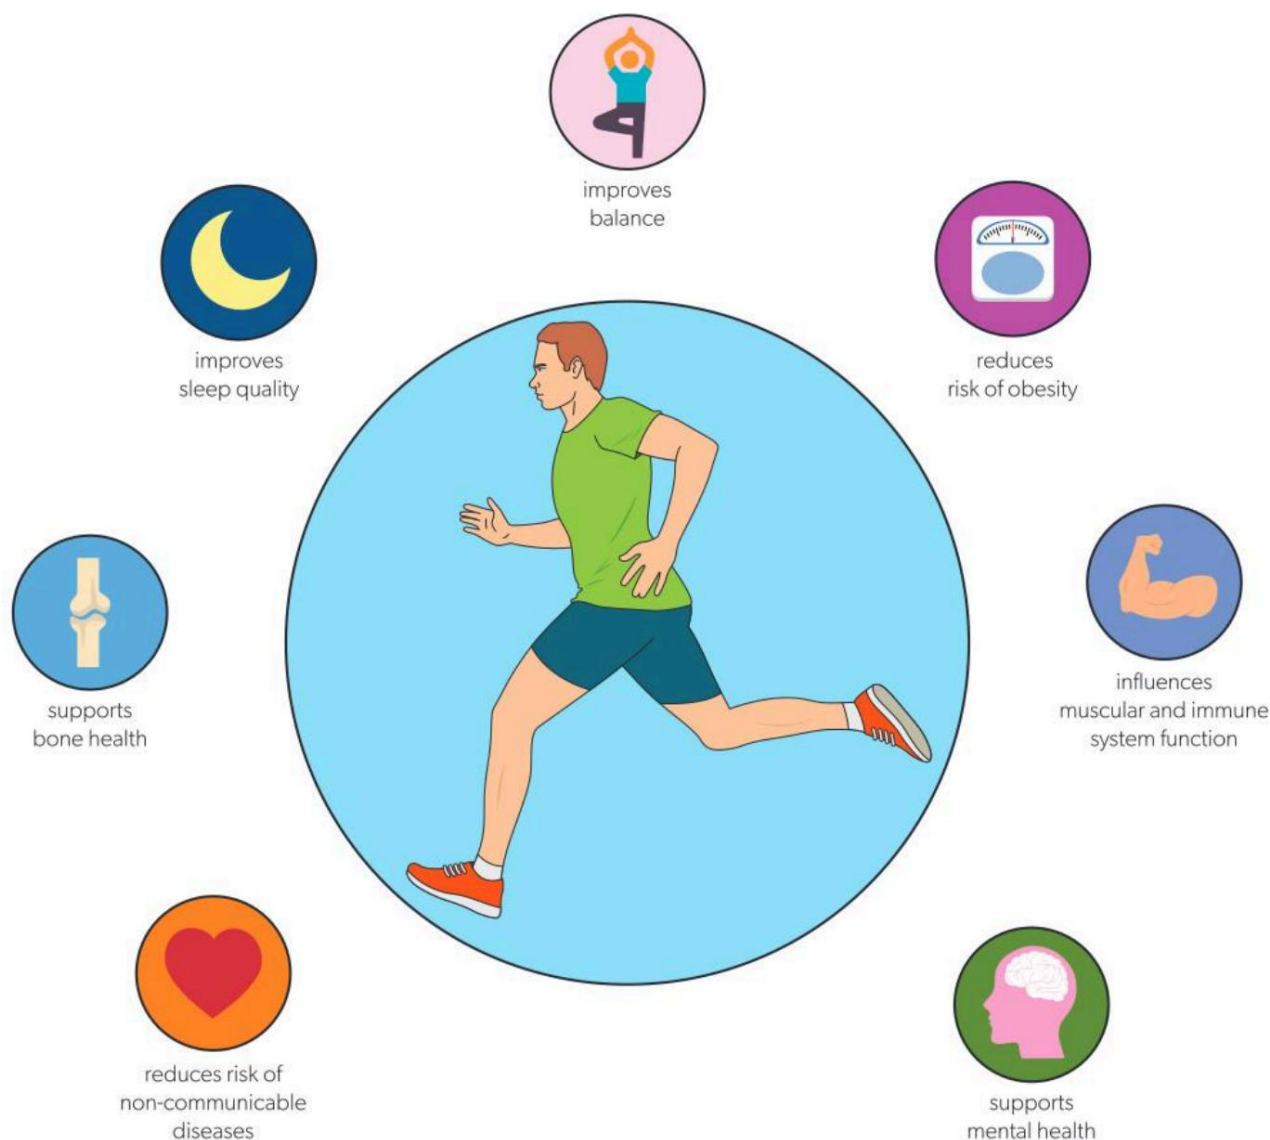 improves
balance
improves
sleep quality
reduces
risk of obesity
supports
bone health
influences
muscular and immune
system function
reduces risk of
non-communicable
diseases
supports
mental health